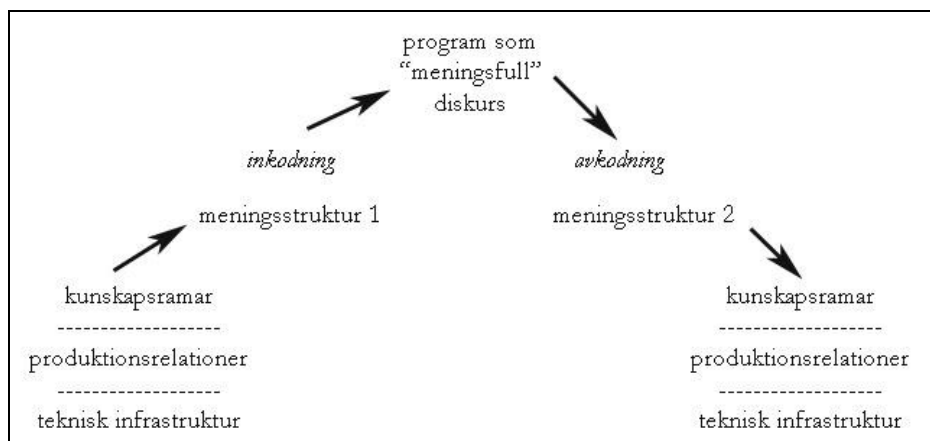 program som
“meningsfull”
diskurs
inkodning
avkodning
meningsstruktur 1
meningsstruktur 2
kunskapsramar
kunskapsramar
-------------------
-------------------
produktionsrelationer
produktionsrelationer
-------------------
-------------------
teknisk infrastruktur
teknisk infrastruktur